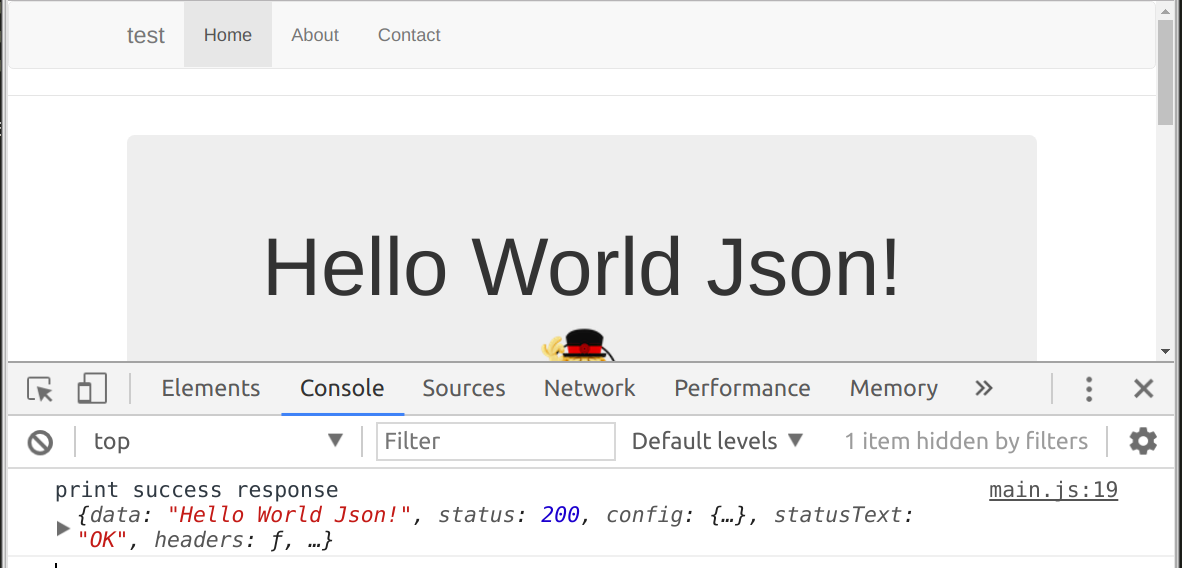 test Home About Contact
Hello World Json!
Elements Console Sources Network Performance Memory »
top ▼ Filter Default levels ▼ 1 item hidden by filters
print success response main.js:19
▶ {data: "Hello World Json!", status: 200, config: {…}, statusText:
"OK", headers: ƒ, …}